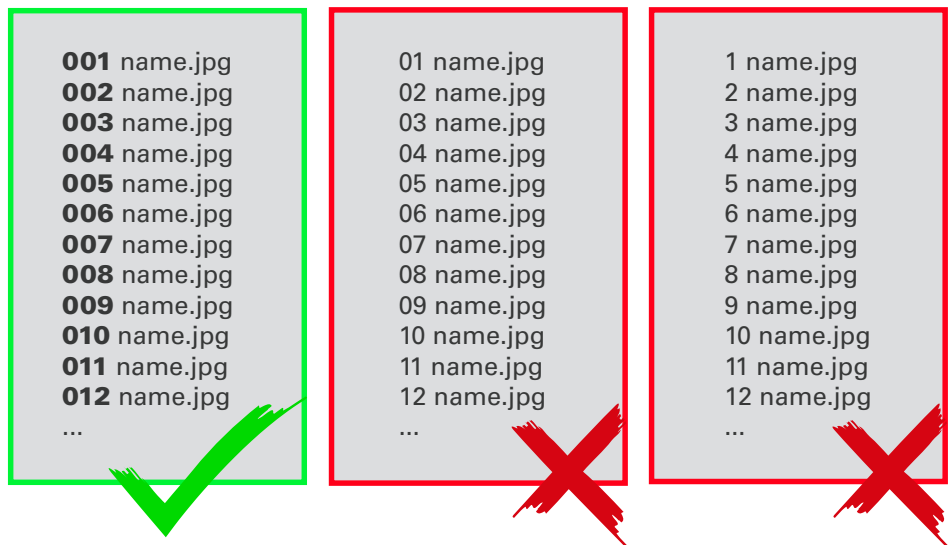 001 name.jpg
002 name.jpg
003 name.jpg
004 name.jpg
005 name.jpg
006 name.jpg
007 name.jpg
008 name.jpg
009 name.jpg
010 name.jpg
011 name.jpg
012 name.jpg
...
01 name.jpg
02 name.jpg
03 name.jpg
04 name.jpg
05 name.jpg
06 name.jpg
07 name.jpg
08 name.jpg
09 name.jpg
10 name.jpg
11 name.jpg
12 name.jpg
...
1 name.jpg
2 name.jpg
3 name.jpg
4 name.jpg
5 name.jpg
6 name.jpg
7 name.jpg
8 name.jpg
9 name.jpg
10 name.jpg
11 name.jpg
12 name.jpg
...